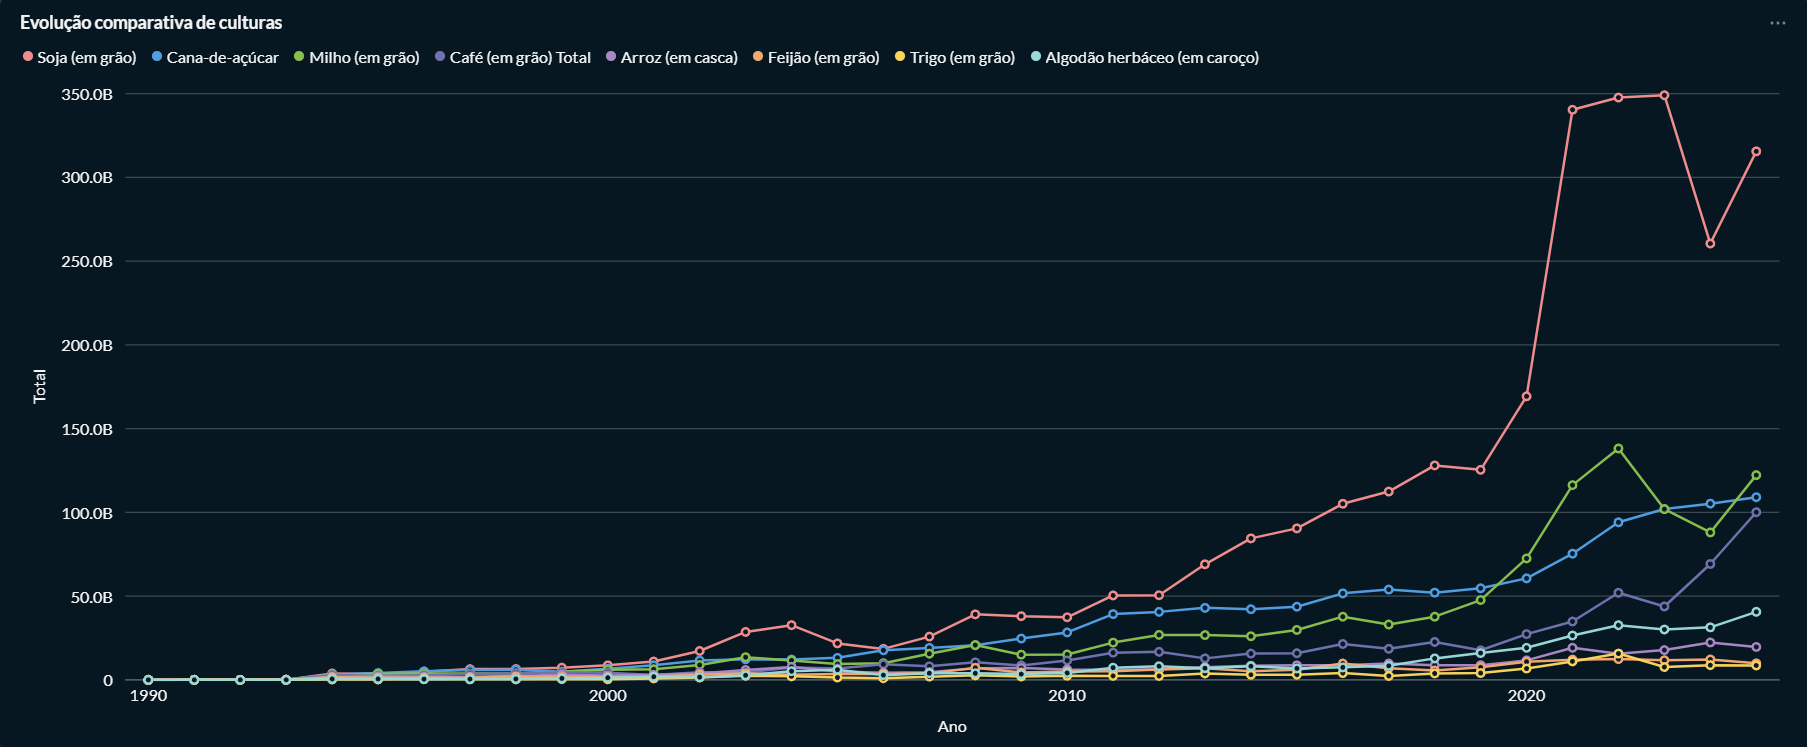 Evolução comparativa de culturas
Soja (em grão) Cana-de-açúcar Milho (em grão) Café (em grão) Total Arroz (em casca) Feijão (em grão) Trigo (em grão) Algodão herbáceo (em caroço)
350.0B
300.0B
250.0B
200.0B
150.0B
100.0B
50.0B
0
Total
1990 2000 2010 2020
Ano